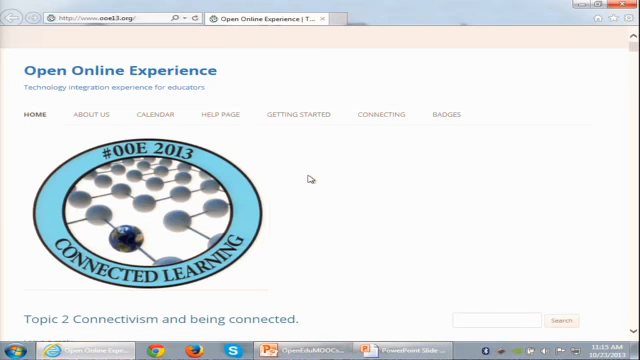 http://www.ooe13.org/
Open Online Experience | T...
Open Online Experience
Technology integration experience for educators
HOME ABOUT US CALENDAR HELP PAGE GETTING STARTED CONNECTING BADGES
#OOE 2013
CONNECTED LEARNING
Topic 2 Connectivism and being connected.
Search
Open Online Expe...
OpenEduMOOCs...
PowerPoint Slide ...
11:15 AM
10/23/2013